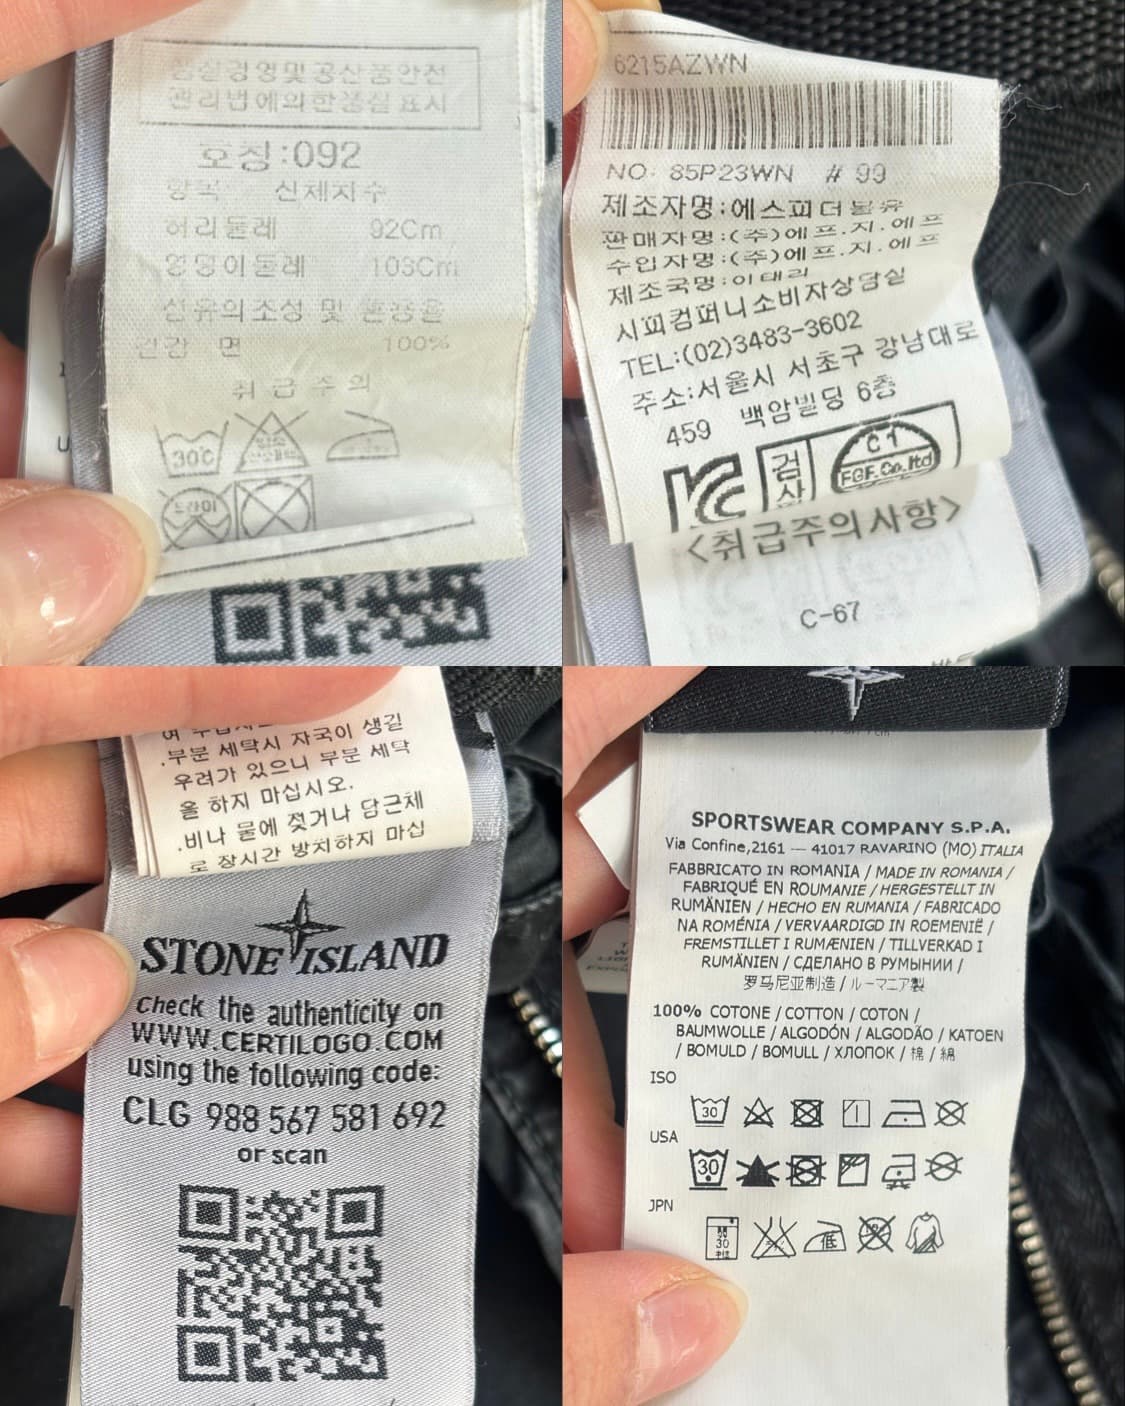 품질경영및공산품안전
관리법에의한품질표시
호칭:092
항목 신체치수
허리둘레 92Cm
엉덩이둘레 103Cm
섬유의조성 및 혼용율
겉감 면 100%
취급주의
30℃
6215AZWN
NO: 85P23WN # 99
제조자명:에스피더블유
판매자명:(주)에프.지.에프
수입자명:(주)에프.지.에프
제조국명:이태리
시피컴퍼니소비자상담실
TEL:(02)3483-3602
주소:서울시 서초구 강남대로
459 백암빌딩 6층
검사
C 1
FGF.Co.ltd
<취급주의사항>
C-67
.부분 세탁시 자국이 생길
우려가 있으니 부분 세탁
을 하지 마십시오.
.비나 물에 젖거나 담근체
로 장시간 방치하지 마십
STONE ISLAND
Check the authenticity on
WWW.CERTILOGO.COM
using the following code:
CLG 988 567 581 692
or scan
SPORTSWEAR COMPANY S.P.A.
Via Confine,2161 — 41017 RAVARINO (MO) ITALIA
FABBRICATO IN ROMANIA / MADE IN ROMANIA /
FABRIQUÉ EN ROUMANIE / HERGESTELLT IN
RUMÄNIEN / HECHO EN RUMANIA / FABRICADO
NA ROMÉNIA / VERVAARDIGD IN ROEMENIË /
FREMSTILLET I RUMÆNIEN / TILLVERKAD I
RUMÄNIEN / СДЕЛАНО В РУМЫНИИ /
罗马尼亚制造 / ルーマニア製
100% COTONE / COTTON / COTON /
BAUMWOLLE / ALGODÓN / ALGODÃO / KATOEN
/ BOMULD / BOMULL / ХЛОПОК / 棉 / 綿
ISO
30
USA
30
JPN
30
低